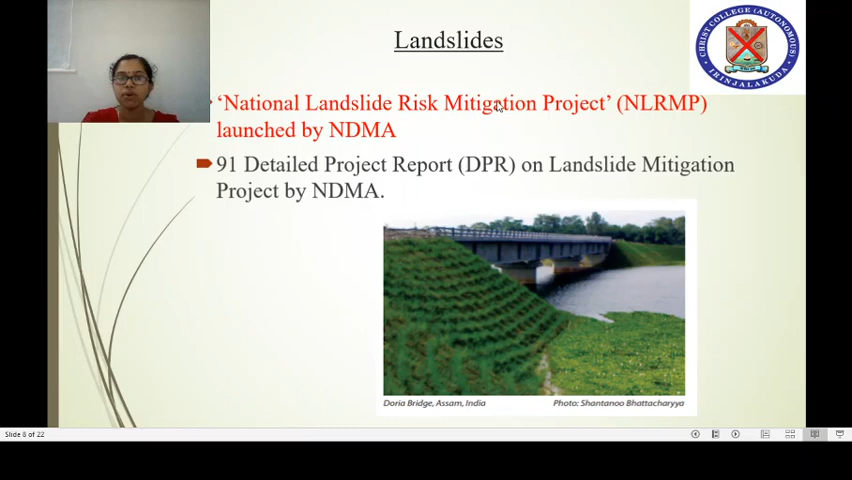 Landslides
CHRIST COLLEGE (AUTONOMOUS)
IRINJALAKUDA
‘National Landslide Risk Mitigation Project’ (NLRMP)
launched by NDMA
91 Detailed Project Report (DPR) on Landslide Mitigation
Project by NDMA.
Doria Bridge, Assam, India Photo: Shantanoo Bhattacharyya
Slide 8 of 22